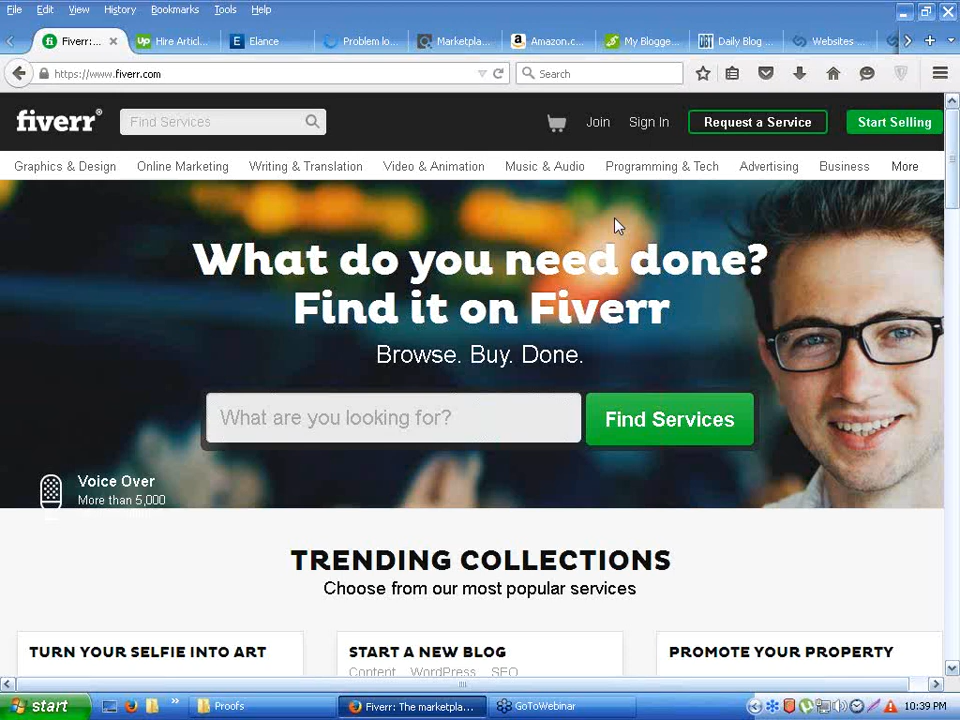 File Edit View History Bookmarks Tools Help
Fiverr:... Hire Articl... Elance Problem lo... Marketpla... Amazon.c... My Blogge... Daily Blog ... Websites ...
https://www.fiverr.com Search
fiverr® Find Services Join Sign In Request a Service Start Selling
Graphics & Design Online Marketing Writing & Translation Video & Animation Music & Audio Programming & Tech Advertising Business More
What do you need done?
Find it on Fiverr
Browse. Buy. Done.
What are you looking for? Find Services
Voice Over
More than 5,000
TRENDING COLLECTIONS
Choose from our most popular services
TURN YOUR SELFIE INTO ART START A NEW BLOG PROMOTE YOUR PROPERTY
Content WordPress SEO
start Proofs Fiverr: The marketpla... GoToWebinar 10:39 PM